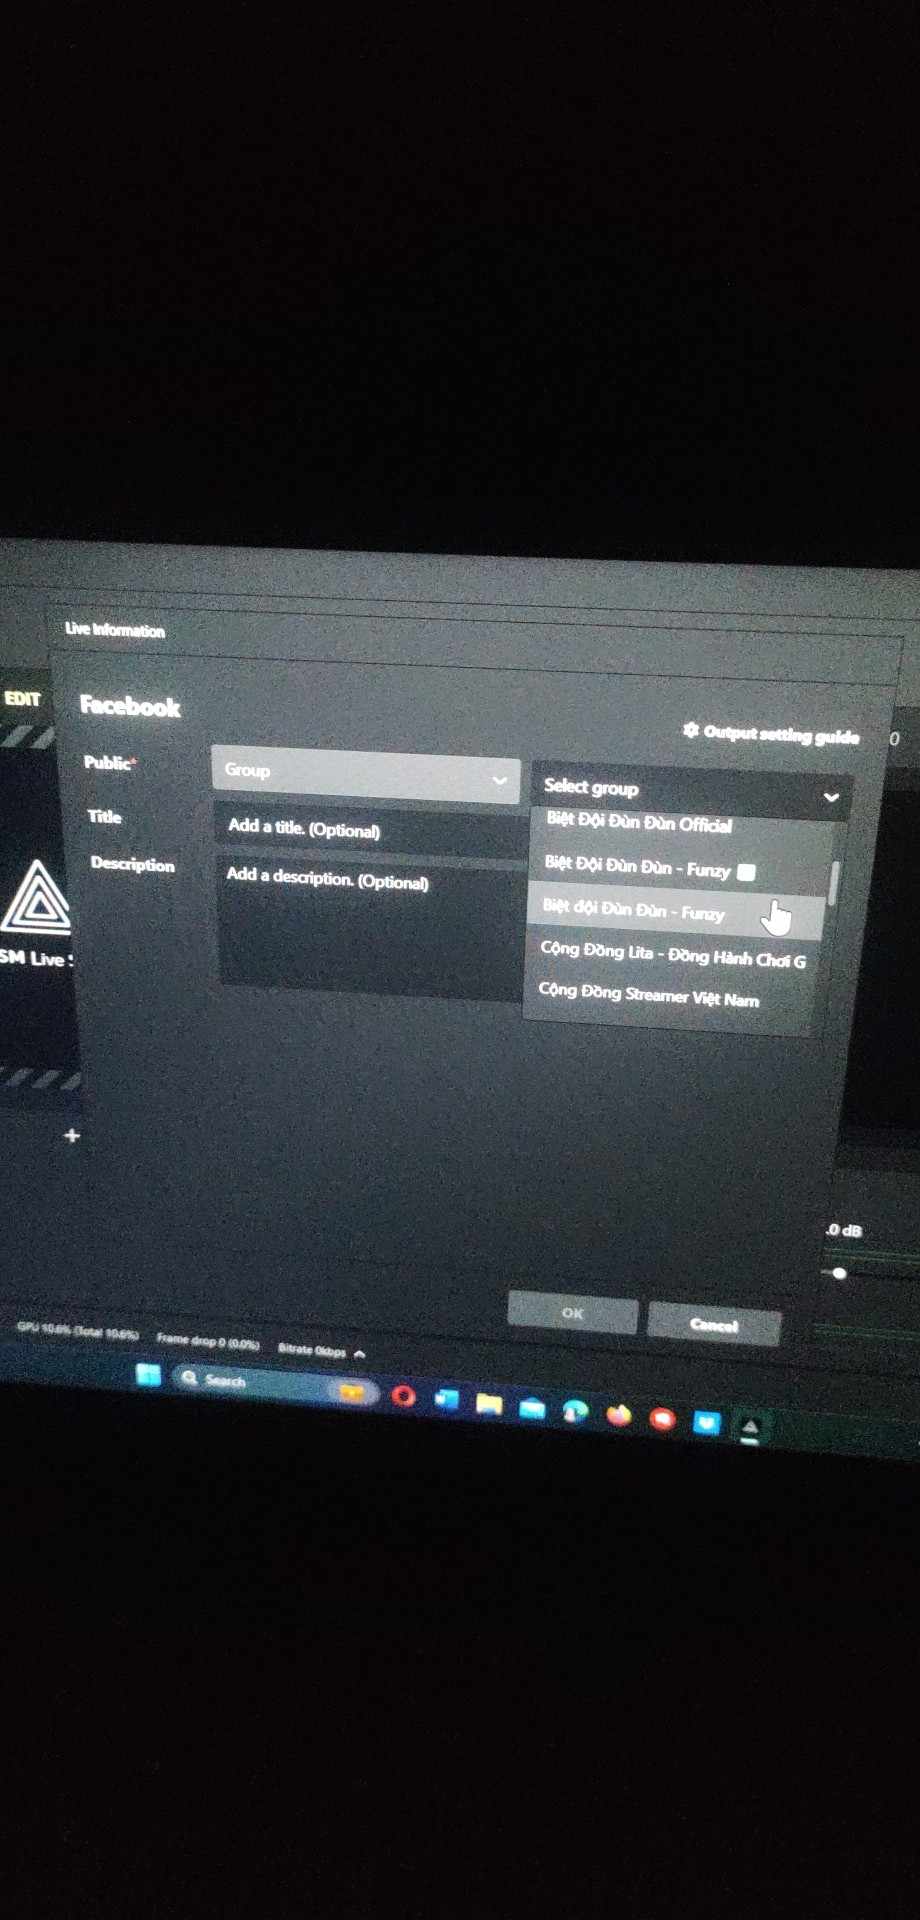 Live Information
EDIT
Facebook
Output setting guide
0
Public*
Group
Select group
Title
Add a title. (Optional)
Biệt Đội Đùn Đùn Official
Description
Add a description. (Optional)
Biệt Đội Đùn Đùn - Funzy
Biệt đội Đùn Đùn - Funzy
SM Live S
Cộng Đồng Lita - Đồng Hành Chơi G
Cộng Đồng Streamer Việt Nam
+
.0 dB
OK
Cancel
GPU 10.6% (Total 10.6%) Frame drop 0 (0.0%) Bitrate 0kbps
Search